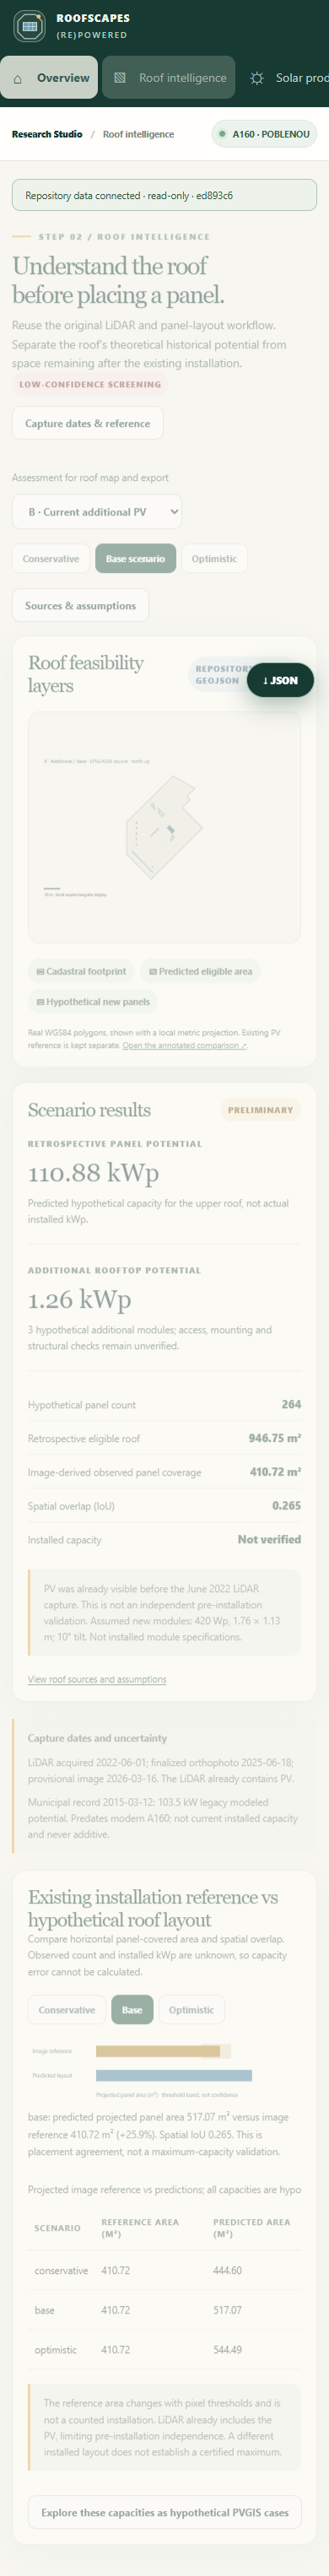 ROOFSCAPES
(RE)POWERED
Overview
Roof intelligence
Solar prod
Research Studio / Roof intelligence
A160 · POBLENOU
Repository data connected · read-only · ed893c6
STEP 02 / ROOF INTELLIGENCE
Understand the roof
before placing a panel.
Reuse the original LiDAR and panel-layout workflow.
Separate the roof's theoretical historical potential from
space remaining after the existing installation.
LOW-CONFIDENCE SCREENING
Capture dates & reference
Assessment for roof map and export
B · Current additional PV
Conservative
Base scenario
Optimistic
Sources & assumptions
Roof feasibility
layers
REPOSITORY
GEOJSON
↓ JSON
Cadastral footprint
Predicted eligible area
Hypothetical new panels
Real WGS84 polygons, shown with a local metric projection. Existing PV
reference is kept separate. Open the annotated comparison ↗.
Scenario results
PRELIMINARY
RETROSPECTIVE PANEL POTENTIAL
110.88 kWp
Predicted hypothetical capacity for the upper roof, not actual
installed kWp.
ADDITIONAL ROOFTOP POTENTIAL
1.26 kWp
3 hypothetical additional modules; access, mounting and
structural checks remain unverified.
Hypothetical panel count 264
Retrospective eligible roof 946.75 m²
Image-derived observed panel coverage 410.72 m²
Spatial overlap (IoU) 0.265
Installed capacity Not verified
PV was already visible before the June 2022 LiDAR
capture. This is not an independent pre-installation
validation. Assumed new modules: 420 Wp, 1.76 × 1.13
m; 10° tilt. Not installed module specifications.
View roof sources and assumptions
Capture dates and uncertainty
LiDAR acquired 2022-06-01; finalized orthophoto 2025-06-18;
provisional image 2026-03-16. The LiDAR already contains PV.
Municipal record 2015-03-12: 103.5 kW legacy modeled
potential. Predates modern A160; not current installed capacity
and never additive.
Existing installation reference vs
hypothetical roof layout
Compare horizontal panel-covered area and spatial overlap.
Observed count and installed kWp are unknown, so capacity
error cannot be calculated.
Conservative
Base
Optimistic
Image reference
Predicted layout
Projected panel area (m²) · threshold band, not confidence
base: predicted projected panel area 517.07 m² versus image
reference 410.72 m² (+25.9%). Spatial IoU 0.265. This is
placement agreement, not a maximum-capacity validation.
Projected image reference vs predictions; all capacities are hypo
SCENARIO REFERENCE AREA (M²) PREDICTED AREA (M²)
conservative 410.72 444.60
base 410.72 517.07
optimistic 410.72 544.49
The reference area changes with pixel thresholds and is
not a counted installation. LiDAR already includes the
PV, limiting pre-installation independence. A different
installed layout does not establish a certified maximum.
Explore these capacities as hypothetical PVGIS cases